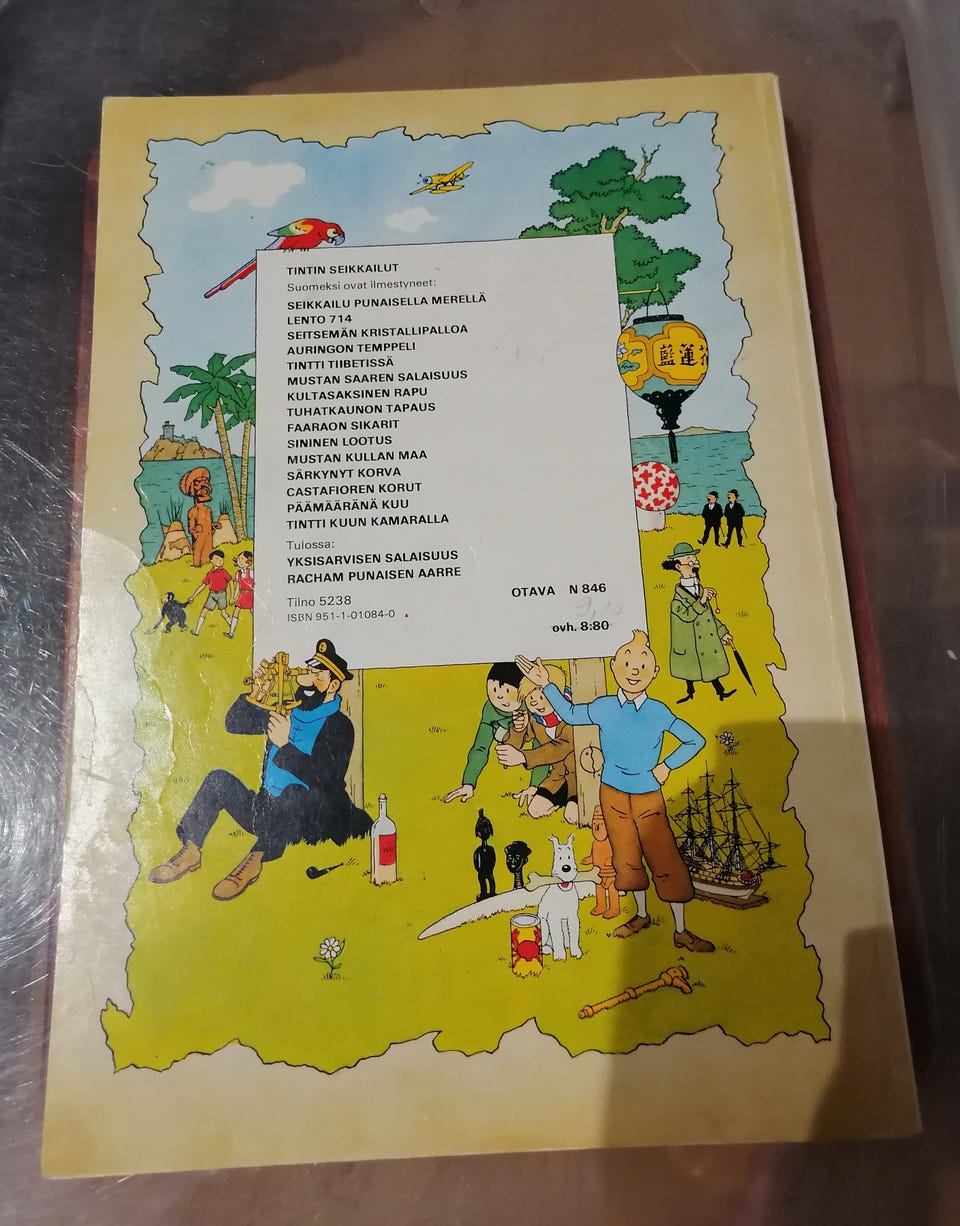 TINTIN SEIKKAILUT
Suomeksi ovat ilmestyneet:
SEIKKAILU PUNAISELLA MERELLÄ
LENTO 714
SEITSEMÄN KRISTALLIPALLOA
AURINGON TEMPPELI
TINTTI TIIBETISSÄ
MUSTAN SAAREN SALAISUUS
KULTASAKSINEN RAPU
TUHATKAUNON TAPAUS
FAARAON SIKARIT
SININEN LOOTUS
MUSTAN KULLAN MAA
SÄRKYNYT KORVA
CASTAFIOREN KORUT
PÄÄMÄÄRÄNÄ KUU
TINTTI KUUN KAMARALLA
Tulossa:
YKSISARVISEN SALAISUUS
RACHAM PUNAISEN AARRE
OTAVA N 846
Tilno 5238
ISBN 951-1-01084-0
ovh. 8:80
藍蓮花